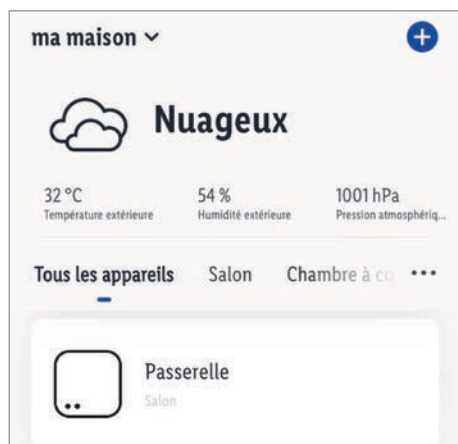 ma maison
Nuageux
32 °C
54 %
1001 hPa
Température extérieure
Humidité extérieure
Pression atmosphériq...
Tous les appareils
Salon
Chambre à co
Passerelle
Salon